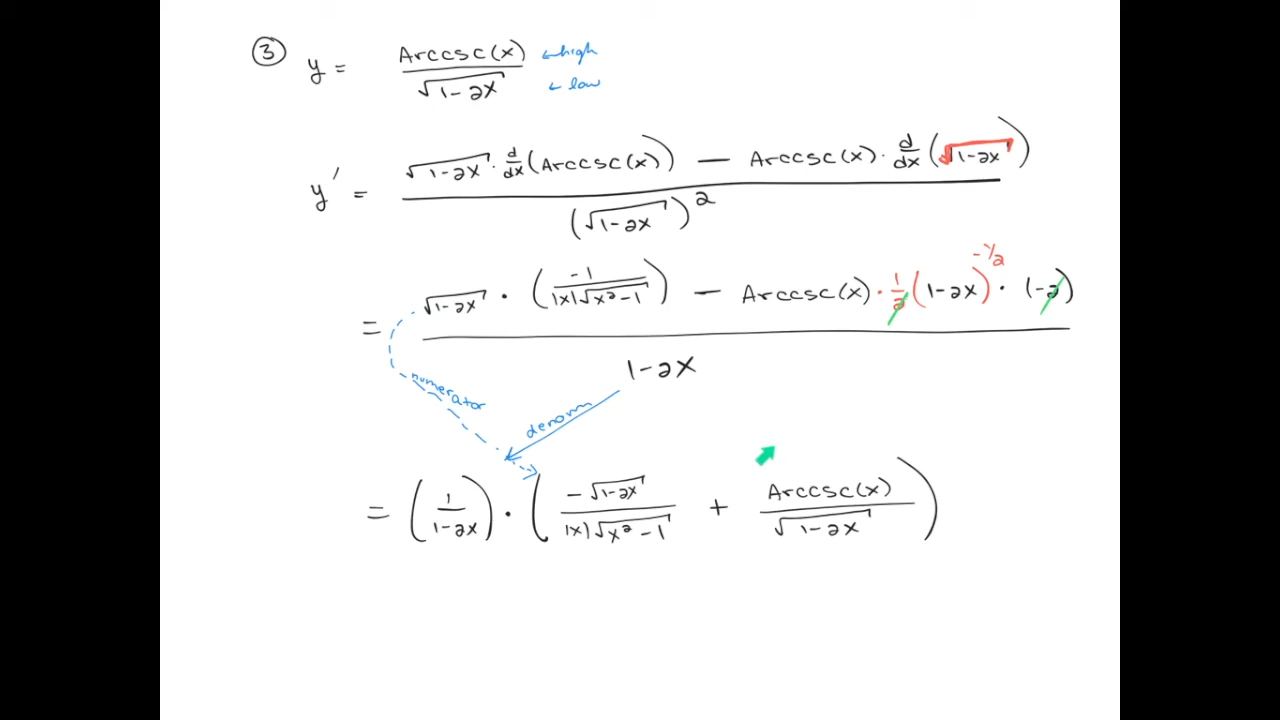 ③ y = Arccsc(x) / √(1-2x) ←high ←low
y' = (√(1-2x) · d/dx(Arccsc(x)) — Arccsc(x) · d/dx(√(1-2x))) / (√(1-2x))²
= (√(1-2x) · (-1 / |x|√(x²-1)) — Arccsc(x) · 1/2 (1-2x)^(-1/2) · (-2)) / 1-2x
numerator denom
= (1 / 1-2x) · (-√(1-2x) / |x|√(x²-1) + Arccsc(x) / √(1-2x))